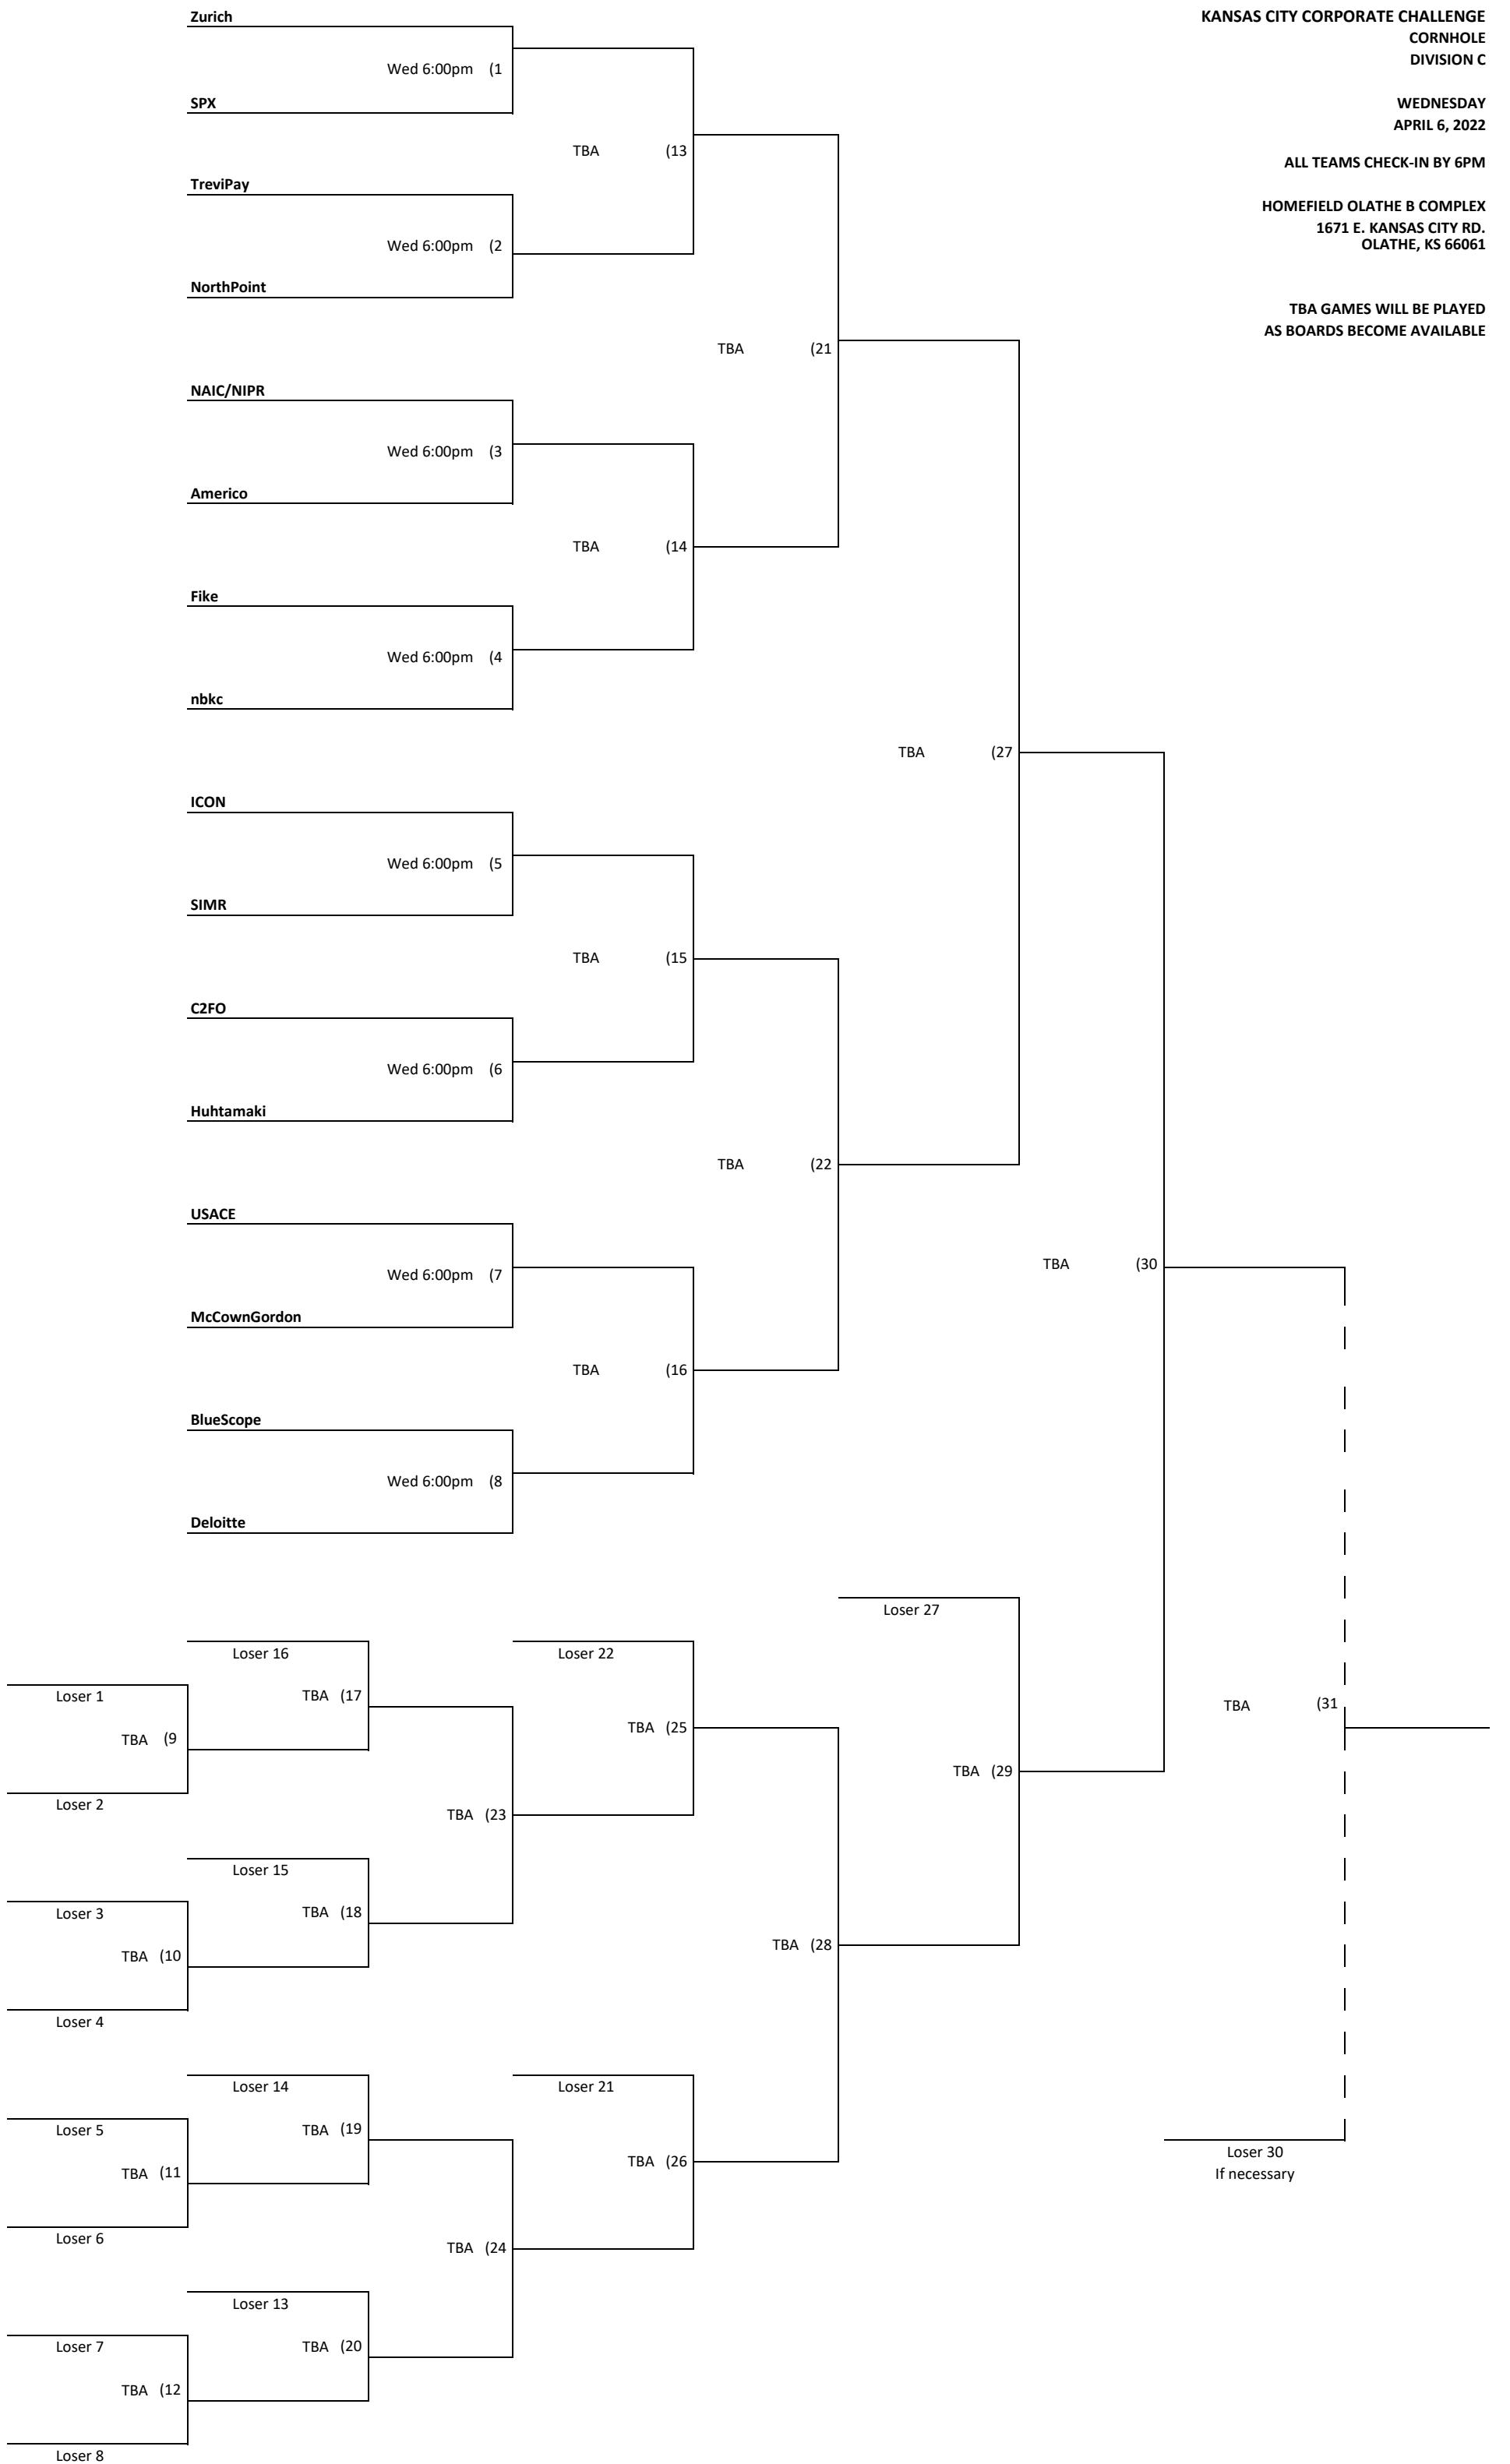 Zurich
KANSAS CITY CORPORATE CHALLENGE
CORNHOLE
DIVISION C
Wed 6:00pm (1
SPX
WEDNESDAY
APRIL 6, 2022
TBA (13
ALL TEAMS CHECK-IN BY 6PM
TreviPay
HOMEFIELD OLATHE B COMPLEX
1671 E. KANSAS CITY RD.
OLATHE, KS 66061
Wed 6:00pm (2
NorthPoint
TBA GAMES WILL BE PLAYED
AS BOARDS BECOME AVAILABLE
TBA (21
NAIC/NIPR
Wed 6:00pm (3
Americo
TBA (14
Fike
Wed 6:00pm (4
nbkc
TBA (27
ICON
Wed 6:00pm (5
SIMR
TBA (15
C2FO
Wed 6:00pm (6
Huhtamaki
TBA (22
USACE
Wed 6:00pm (7
TBA (30
McCownGordon
TBA (16
BlueScope
Wed 6:00pm (8
Deloitte
Loser 27
Loser 16
Loser 22
Loser 1
TBA (17
TBA (31
TBA (25
TBA (9
TBA (29
Loser 2
TBA (23
Loser 15
Loser 3
TBA (18
TBA (28
TBA (10
Loser 4
Loser 14
Loser 21
Loser 5
TBA (19
Loser 30
If necessary
TBA (26
TBA (11
Loser 6
TBA (24
Loser 13
Loser 7
TBA (20
TBA (12
Loser 8